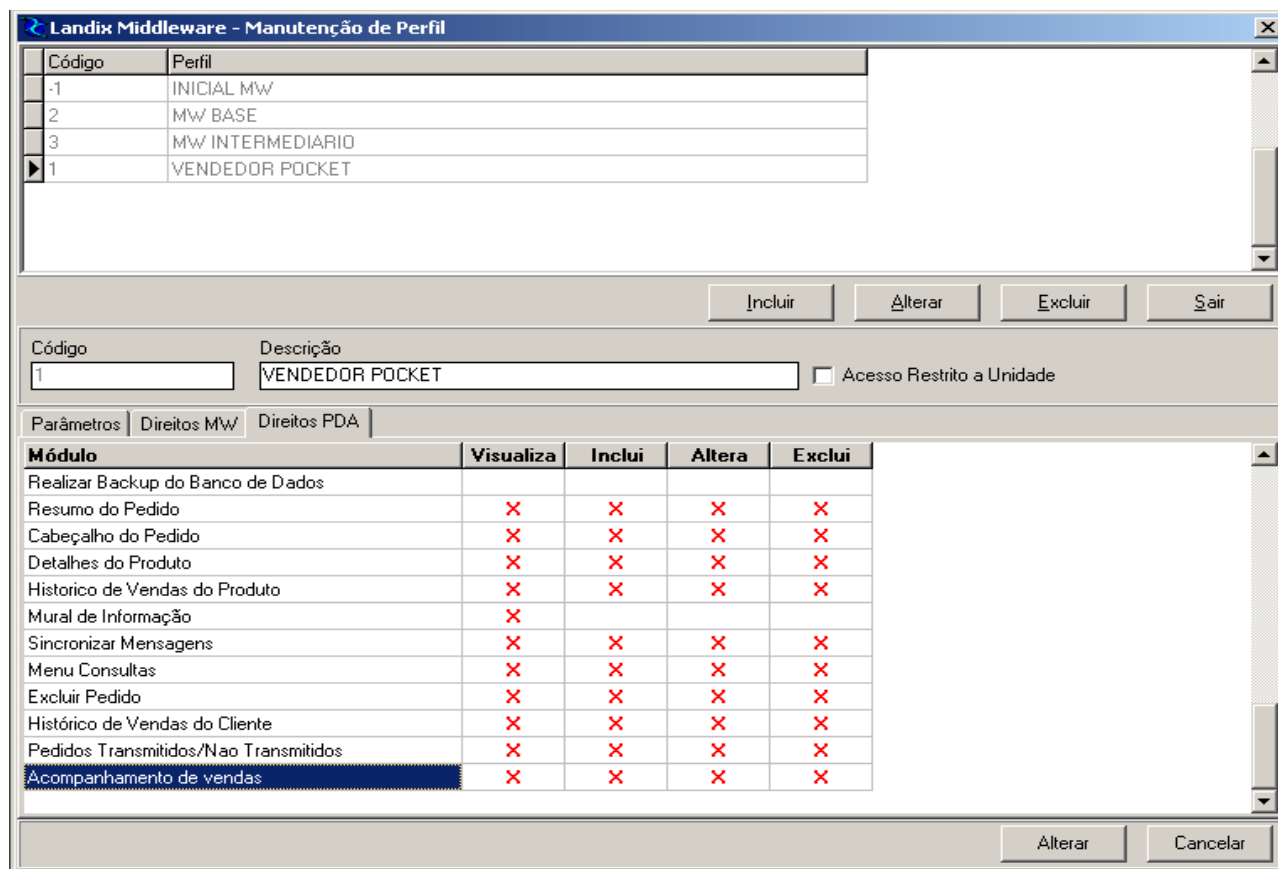 Landix Middleware - Manutenção de Perfil
Código Perfil
-1 INICIAL MW
2 MW BASE
3 MW INTERMEDIARIO
1 VENDEDOR POCKET
Incluir Alterar Excluir Sair
Código Descrição
1 VENDEDOR POCKET Acesso Restrito a Unidade
Parâmetros Direitos MW Direitos PDA
Módulo Visualiza Inclui Altera Exclui
Realizar Backup do Banco de Dados
Resumo do Pedido X X X X
Cabeçalho do Pedido X X X X
Detalhes do Produto X X X X
Historico de Vendas do Produto X X X X
Mural de Informação X
Sincronizar Mensagens X X X X
Menu Consultas X X X X
Excluir Pedido X X X X
Histórico de Vendas do Cliente X X X X
Pedidos Transmitidos/Nao Transmitidos X X X X
Acompanhamento de vendas X X X X
Alterar Cancelar